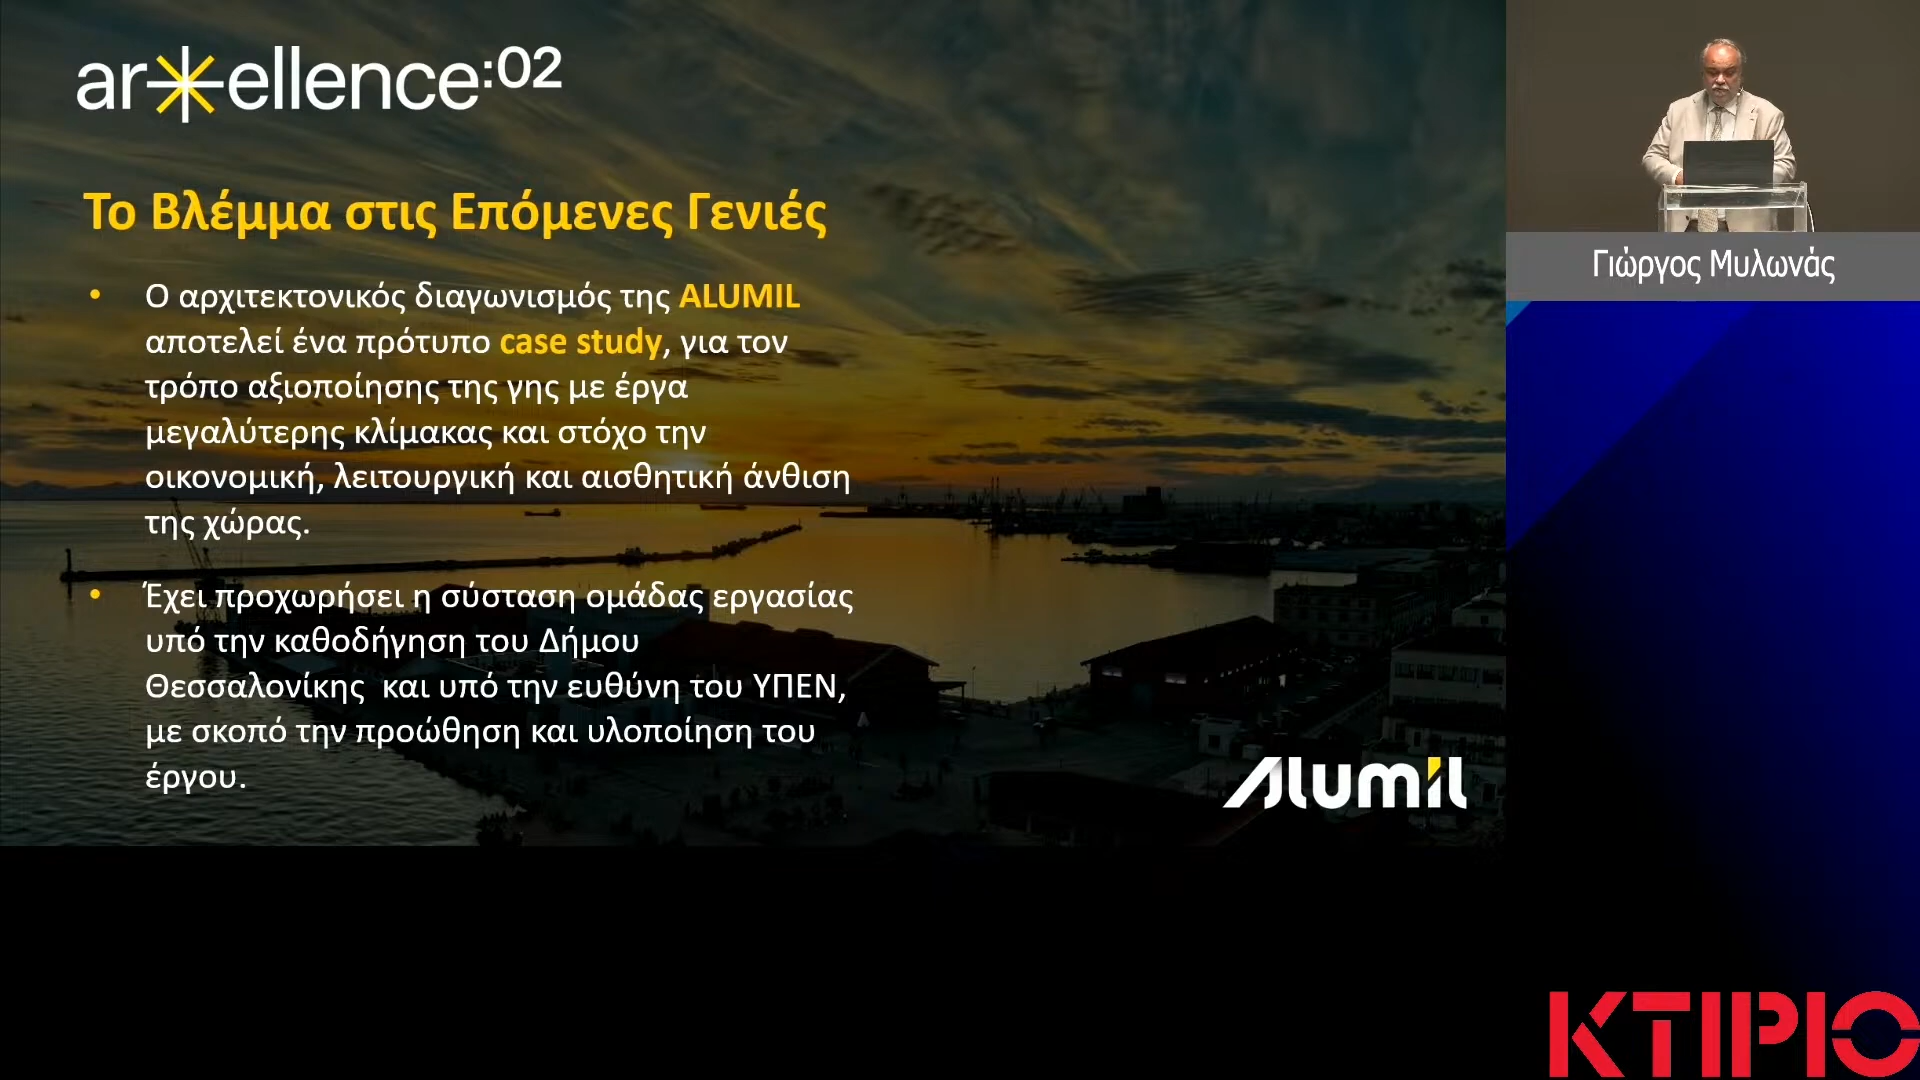 ar✳ellence:02
Το Βλέμμα στις Επόμενες Γενιές
• Ο αρχιτεκτονικός διαγωνισμός της ALUMIL
αποτελεί ένα πρότυπο case study, για τον
τρόπο αξιοποίησης της γης με έργα
μεγαλύτερης κλίμακας και στόχο την
οικονομική, λειτουργική και αισθητική άνθιση
της χώρας.
• Έχει προχωρήσει η σύσταση ομάδας εργασίας
υπό την καθοδήγηση του Δήμου
Θεσσαλονίκης και υπό την ευθύνη του ΥΠΕΝ,
με σκοπό την προώθηση και υλοποίηση του
έργου.
Alumil
Γιώργος Μυλωνάς
ΚΤΙΡΙΟ